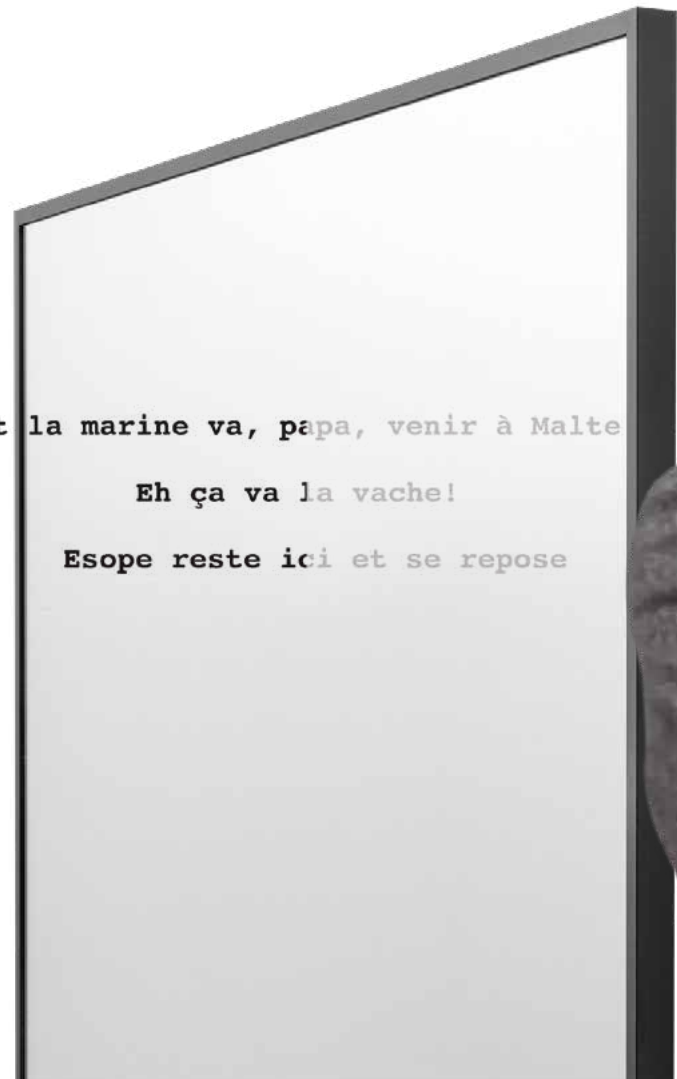 la marine va, papa, venir à Malte
Eh ça va la vache!
Esope reste ici et se repose